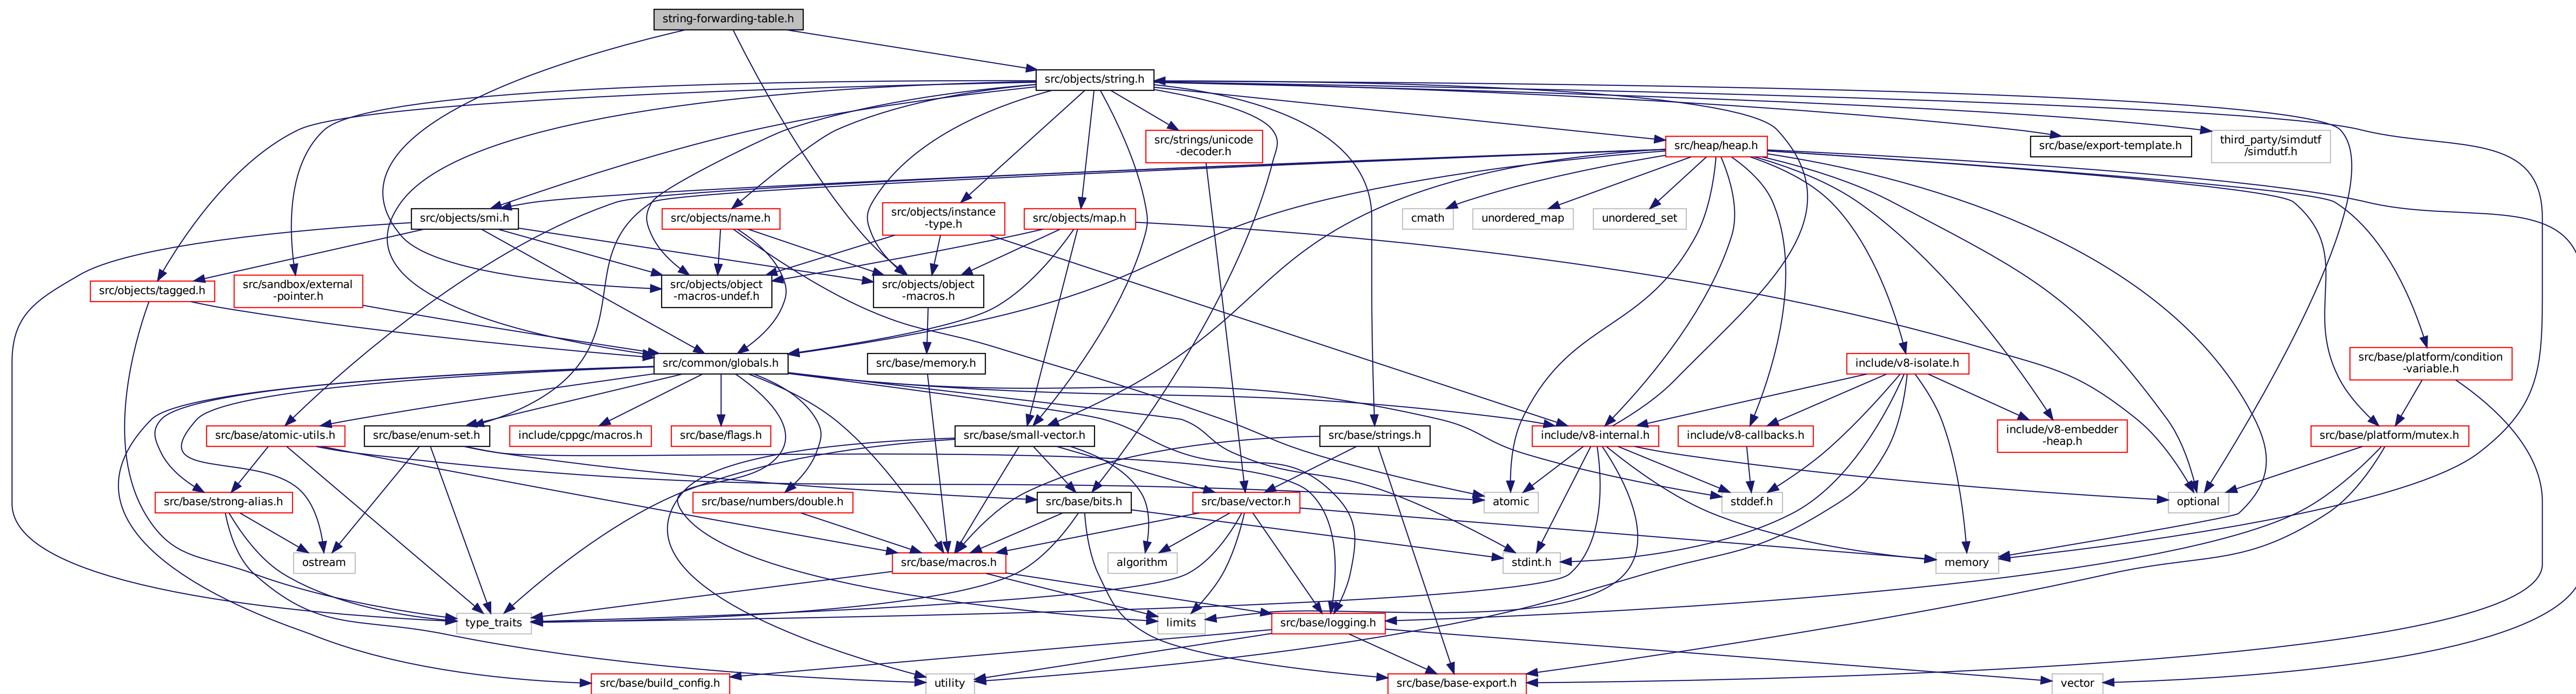 string-forwarding-table.h
src/objects/string.h
src/strings/unicode
-decoder.h
src/heap/heap.h
src/base/export-template.h
third_party/simdutf
/simdutf.h
src/objects/smi.h
src/objects/name.h
src/objects/instance
-type.h
src/objects/map.h
cmath
unordered_map
unordered_set
src/objects/tagged.h
src/sandbox/external
-pointer.h
src/objects/object
-macros-undef.h
src/objects/object
-macros.h
src/common/globals.h
src/base/memory.h
include/v8-isolate.h
src/base/platform/condition
-variable.h
src/base/atomic-utils.h
src/base/enum-set.h
include/cppgc/macros.h
src/base/flags.h
src/base/small-vector.h
src/base/strings.h
include/v8-internal.h
include/v8-callbacks.h
include/v8-embedder
-heap.h
src/base/platform/mutex.h
src/base/strong-alias.h
src/base/numbers/double.h
src/base/bits.h
src/base/vector.h
atomic
stddef.h
optional
ostream
src/base/macros.h
algorithm
stdint.h
memory
type_traits
limits
src/base/logging.h
src/base/build_config.h
utility
src/base/base-export.h
vector